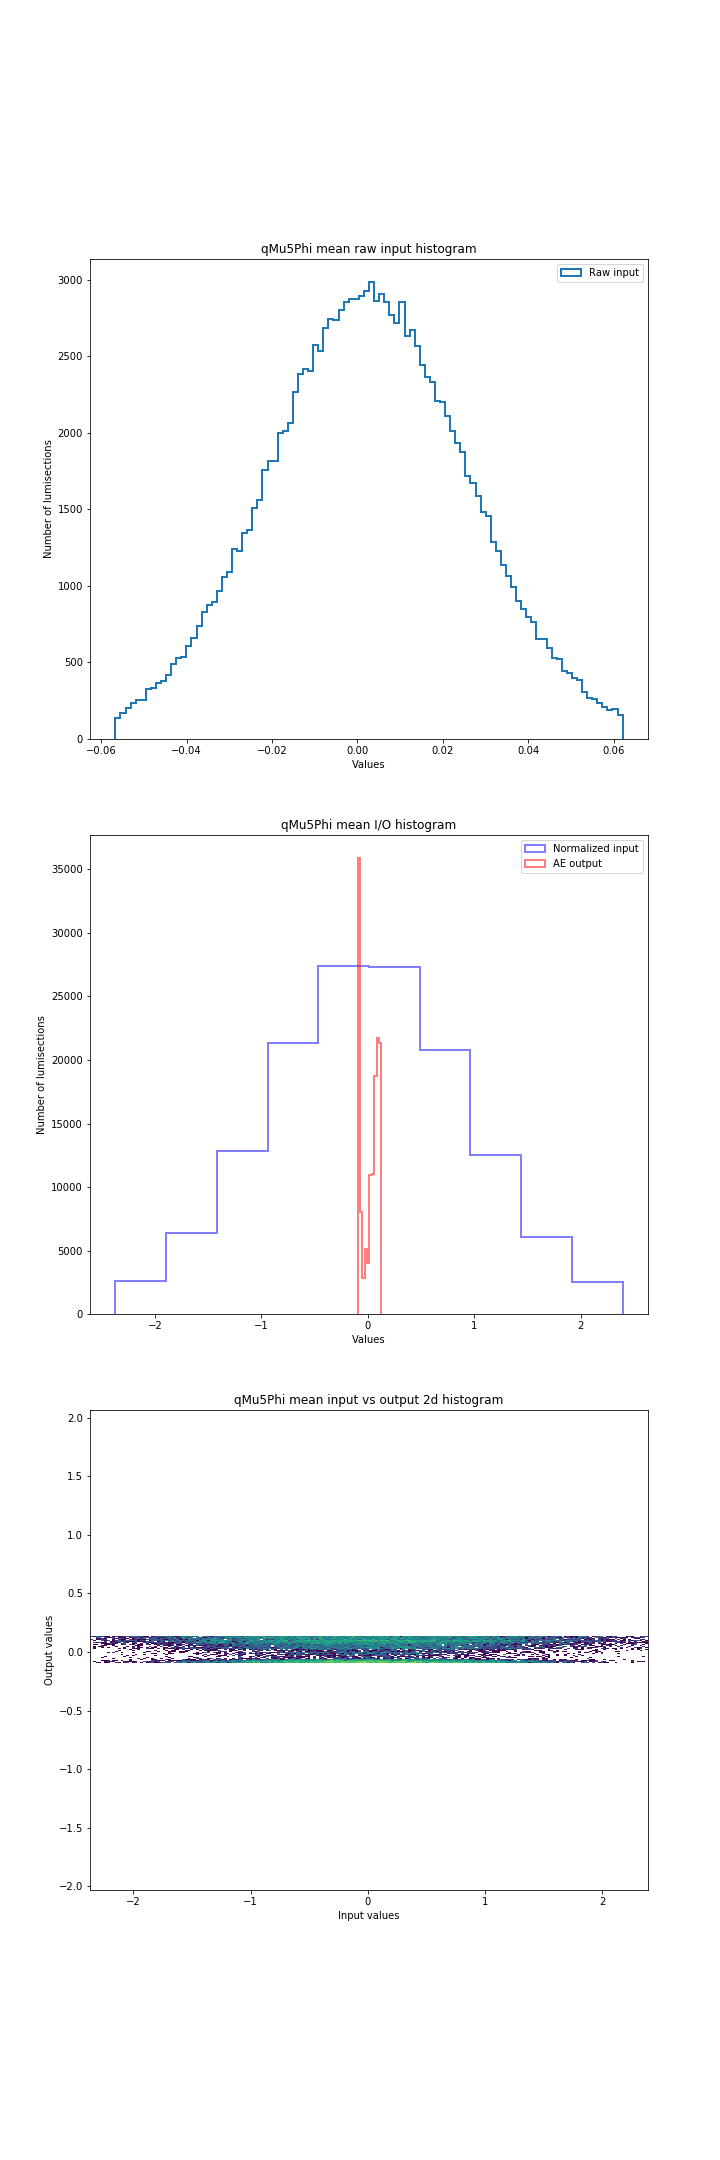 qMu5Phi mean raw input histogram
Raw input
3000
2500
2000
1500
1000
500
0
Number of lumisections
−0.06 −0.04 −0.02 0.00 0.02 0.04 0.06
Values
qMu5Phi mean I/O histogram
Normalized input
AE output
35000
30000
25000
20000
15000
10000
5000
0
Number of lumisections
−2 −1 0 1 2
Values
qMu5Phi mean input vs output 2d histogram
2.0
1.5
1.0
0.5
0.0
−0.5
−1.0
−1.5
−2.0
Output values
−2 −1 0 1 2
Input values